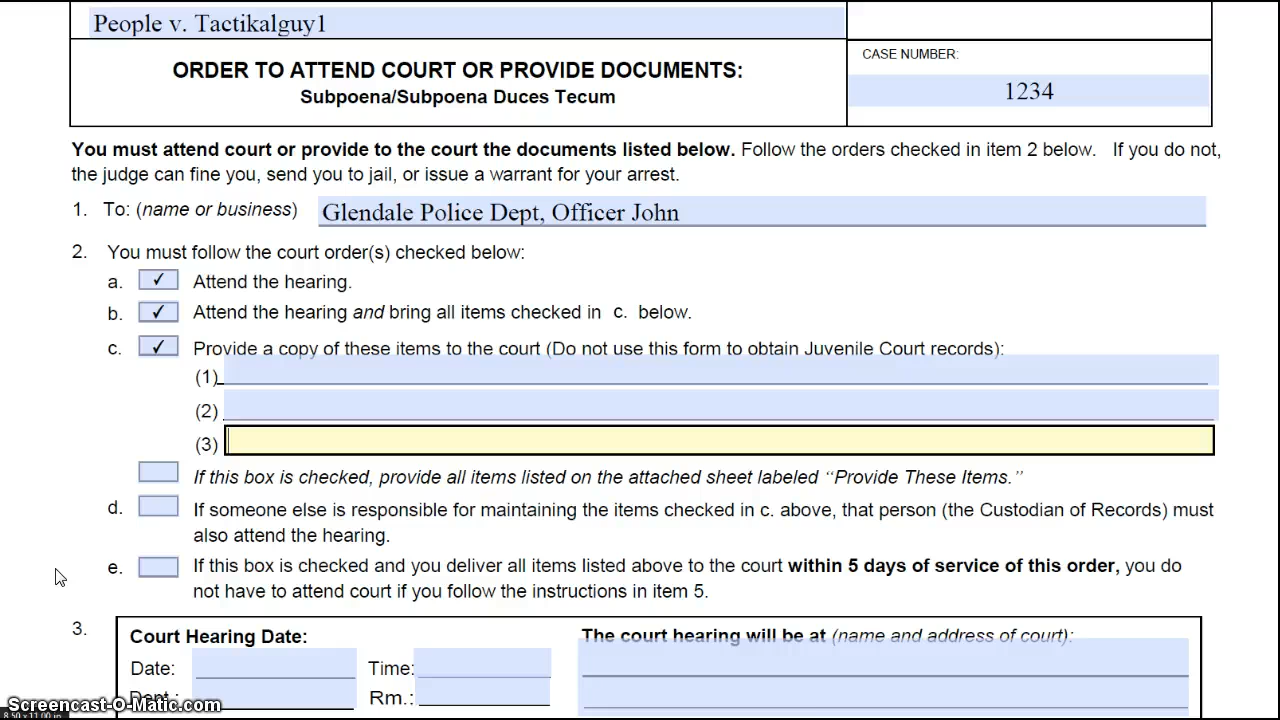 People v. Tactikalguy1
ORDER TO ATTEND COURT OR PROVIDE DOCUMENTS:
Subpoena/Subpoena Duces Tecum
CASE NUMBER:
1234
You must attend court or provide to the court the documents listed below. Follow the orders checked in item 2 below. If you do not,
the judge can fine you, send you to jail, or issue a warrant for your arrest.
1. To: (name or business) Glendale Police Dept, Officer John
2. You must follow the court order(s) checked below:
a. ✓ Attend the hearing.
b. ✓ Attend the hearing and bring all items checked in c. below.
c. ✓ Provide a copy of these items to the court (Do not use this form to obtain Juvenile Court records):
(1)
(2)
(3)
If this box is checked, provide all items listed on the attached sheet labeled “Provide These Items.”
d. If someone else is responsible for maintaining the items checked in c. above, that person (the Custodian of Records) must
also attend the hearing.
e. If this box is checked and you deliver all items listed above to the court within 5 days of service of this order, you do
not have to attend court if you follow the instructions in item 5.
3. Court Hearing Date:
The court hearing will be at (name and address of court):
Date: Time:
Dept.: Rm.:
Screencast-O-Matic.com
8.50 x 11.00 in